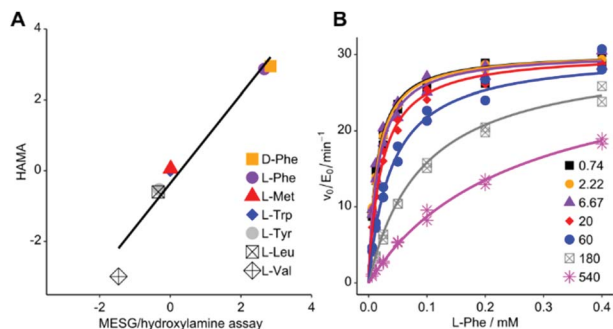 A
HAMA
4
2
0
-2
D-Phe
L-Phe
L-Met
L-Trp
L-Tyr
L-Leu
L-Val
-2 0 2 4
MESG/hydroxylamine assay
B
v₀/E₀/min⁻¹
30
20
10
0
0.74
2.22
6.67
20
60
180
540
0.0 0.1 0.2 0.3 0.4
L-Phe / mM